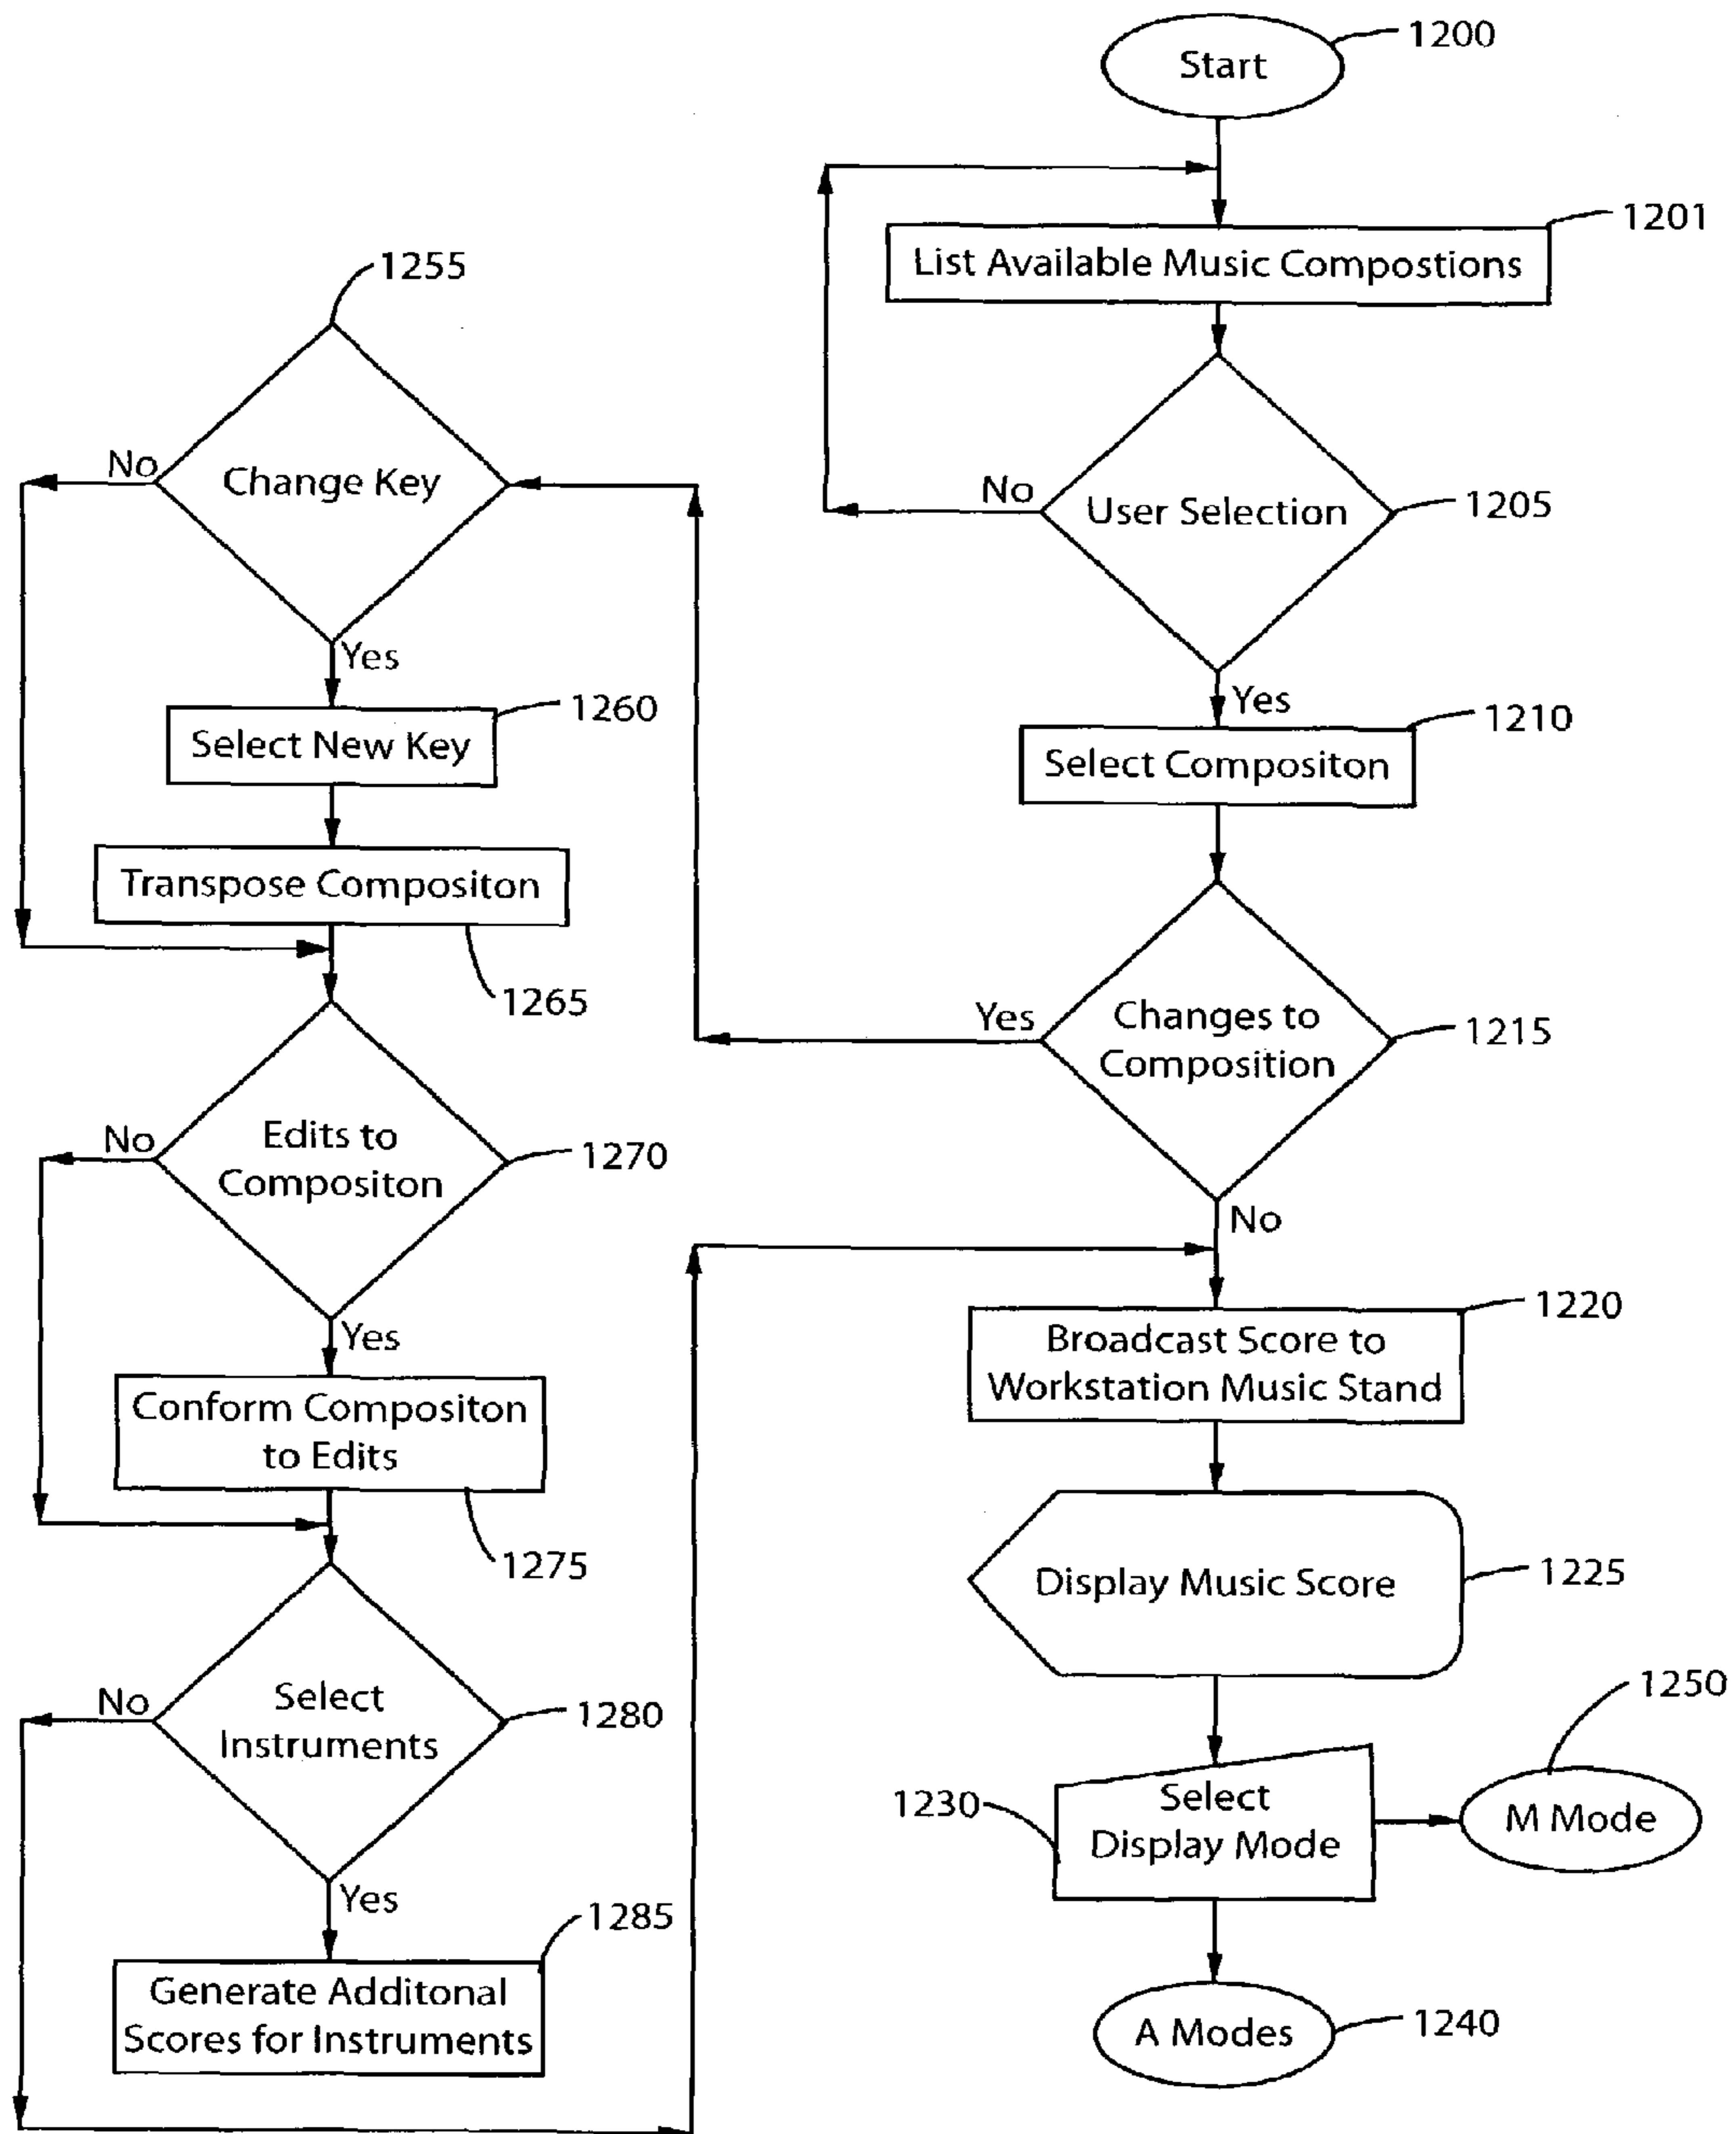 Start
1200
List Available Music Compostions
1201
User Selection
1205
No
Yes
Select Compositon
1210
Changes to
Composition
1215
Yes
No
Broadcast Score to
Workstation Music Stand
1220
Display Music Score
1225
Select
Display Mode
1230
M Mode
1250
A Modes
1240
Change Key
1255
No
Yes
Select New Key
1260
Transpose Compositon
1265
Edits to
Compositon
1270
No
Yes
Conform Compositon
to Edits
1275
Select
Instruments
1280
No
Yes
Generate Additonal
Scores for Instruments
1285